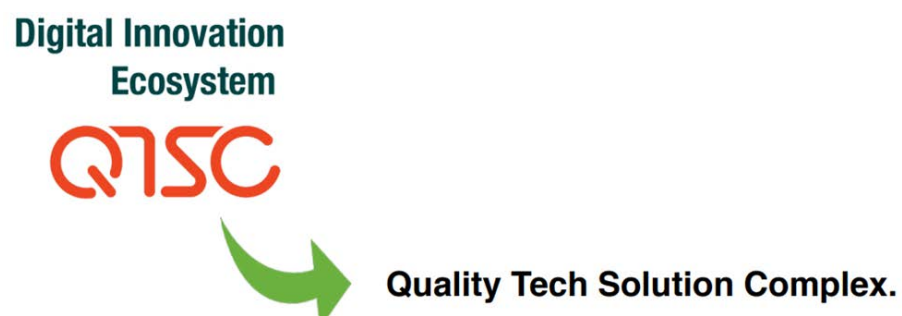 Digital Innovation
Ecosystem
QTSC
Quality Tech Solution Complex.